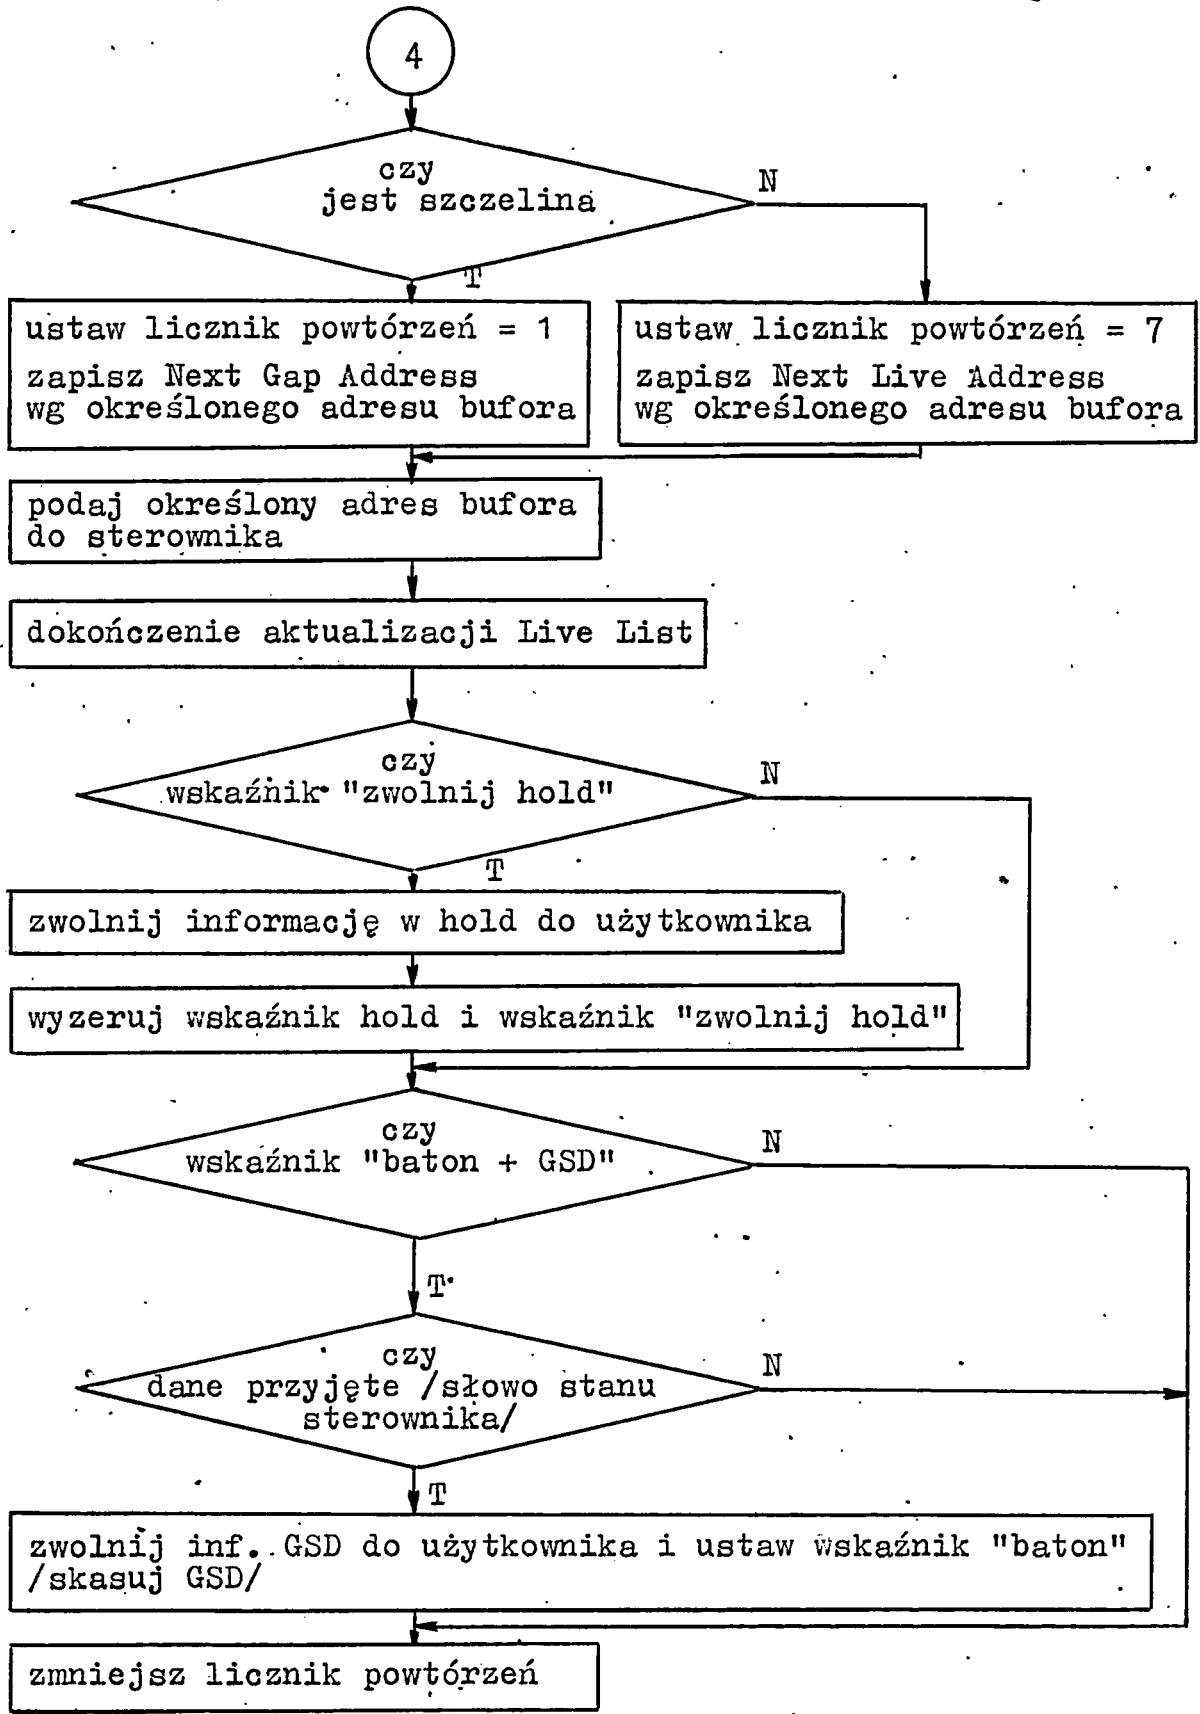 4
czy
jest szczelina
N
T
ustaw licznik powtórzeń = 1
zapisz Next Gap Address
wg określonego adresu bufora
ustaw licznik powtórzeń = 7
zapisz Next Live Address
wg określonego adresu bufora
podaj określony adres bufora
do sterownika
dokończenie aktualizacji Live List
czy
wskaźnik "zwolnij hold"
N
T
zwolnij informację w hold do użytkownika
wyzeruj wskaźnik hold i wskaźnik "zwolnij hold"
czy
wskaźnik "baton + GSD"
N
T
czy
dane przyjęte /słowo stanu
sterownika/
N
T
zwolnij inf. GSD do użytkownika i ustaw wskaźnik "baton"
/skasuj GSD/
zmniejsz licznik powtórzeń